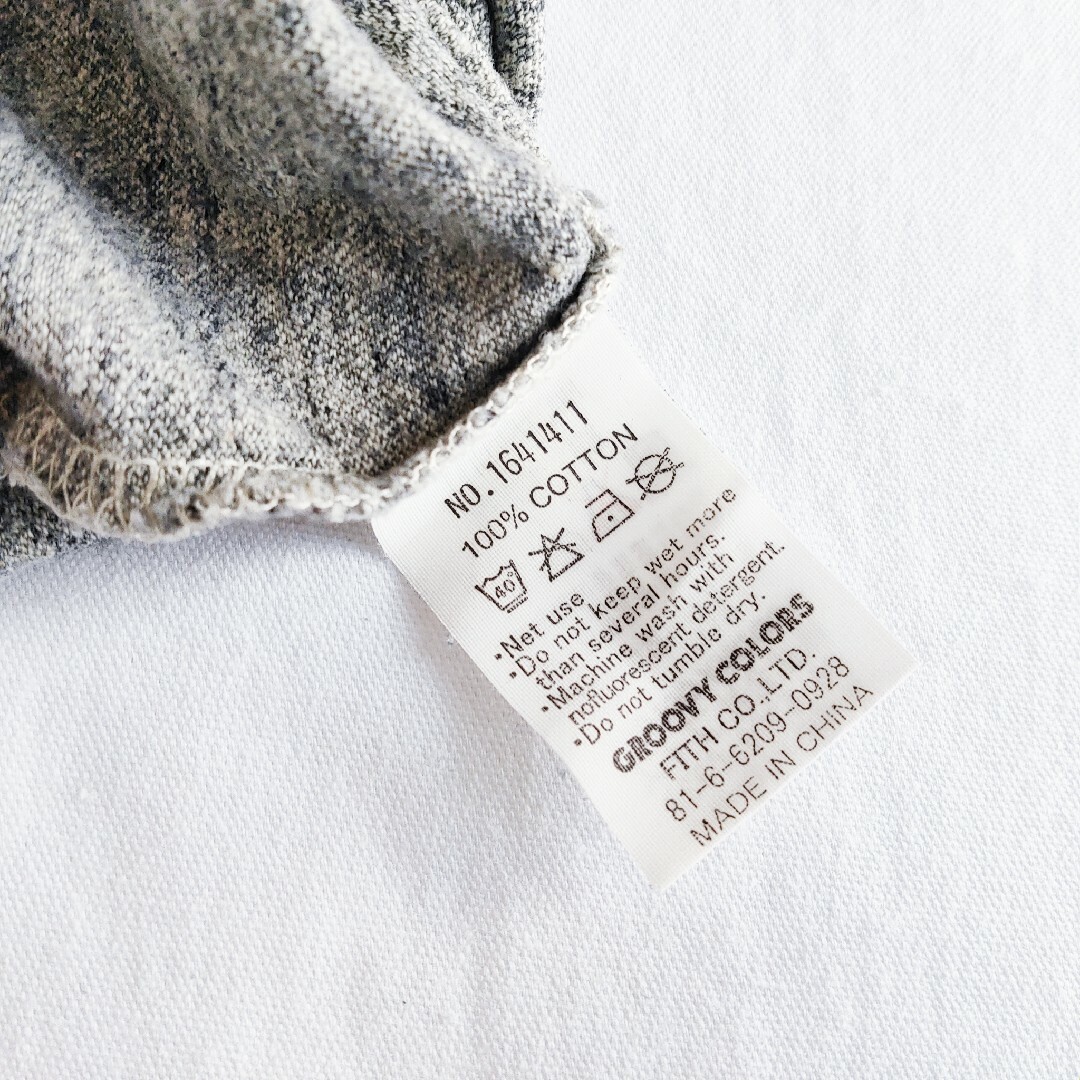 NO.1641411
100% COTTON
40°
•Net use
•Do not keep wet more
than several hours.
•Machine wash with
nofluorescent detergent.
•Do not tumble dry.
GROOVY COLORS
FITH CO.,LTD.
81-6-6209-0928
MADE IN CHINA